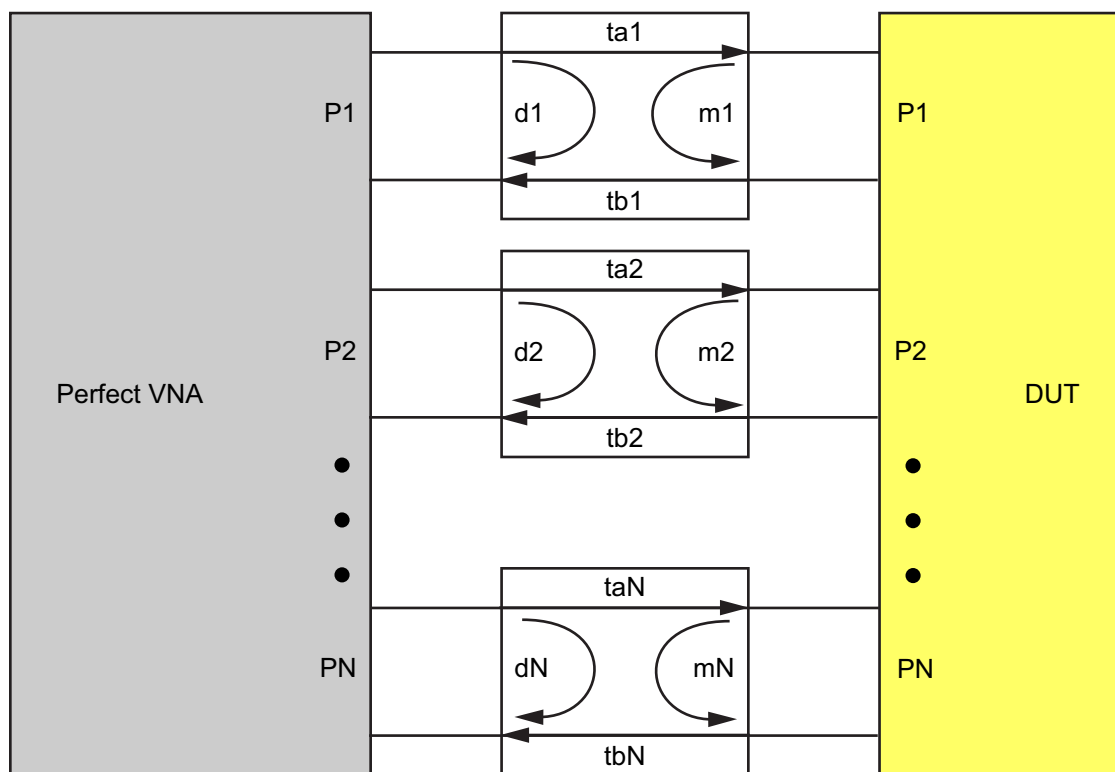 ta1
P1
d1
m1
P1
tb1
ta2
P2
d2
m2
P2
Perfect VNA
DUT
tb2
taN
PN
dN
mN
PN
tbN